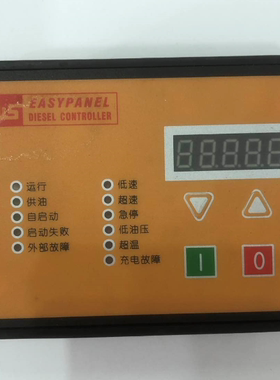 EASYPANEL
DIESEL CONTROLLER
运行
供油
自启动
启动失败
外部故障
低速
超速
急停
低油压
超温
充电故障
I
O